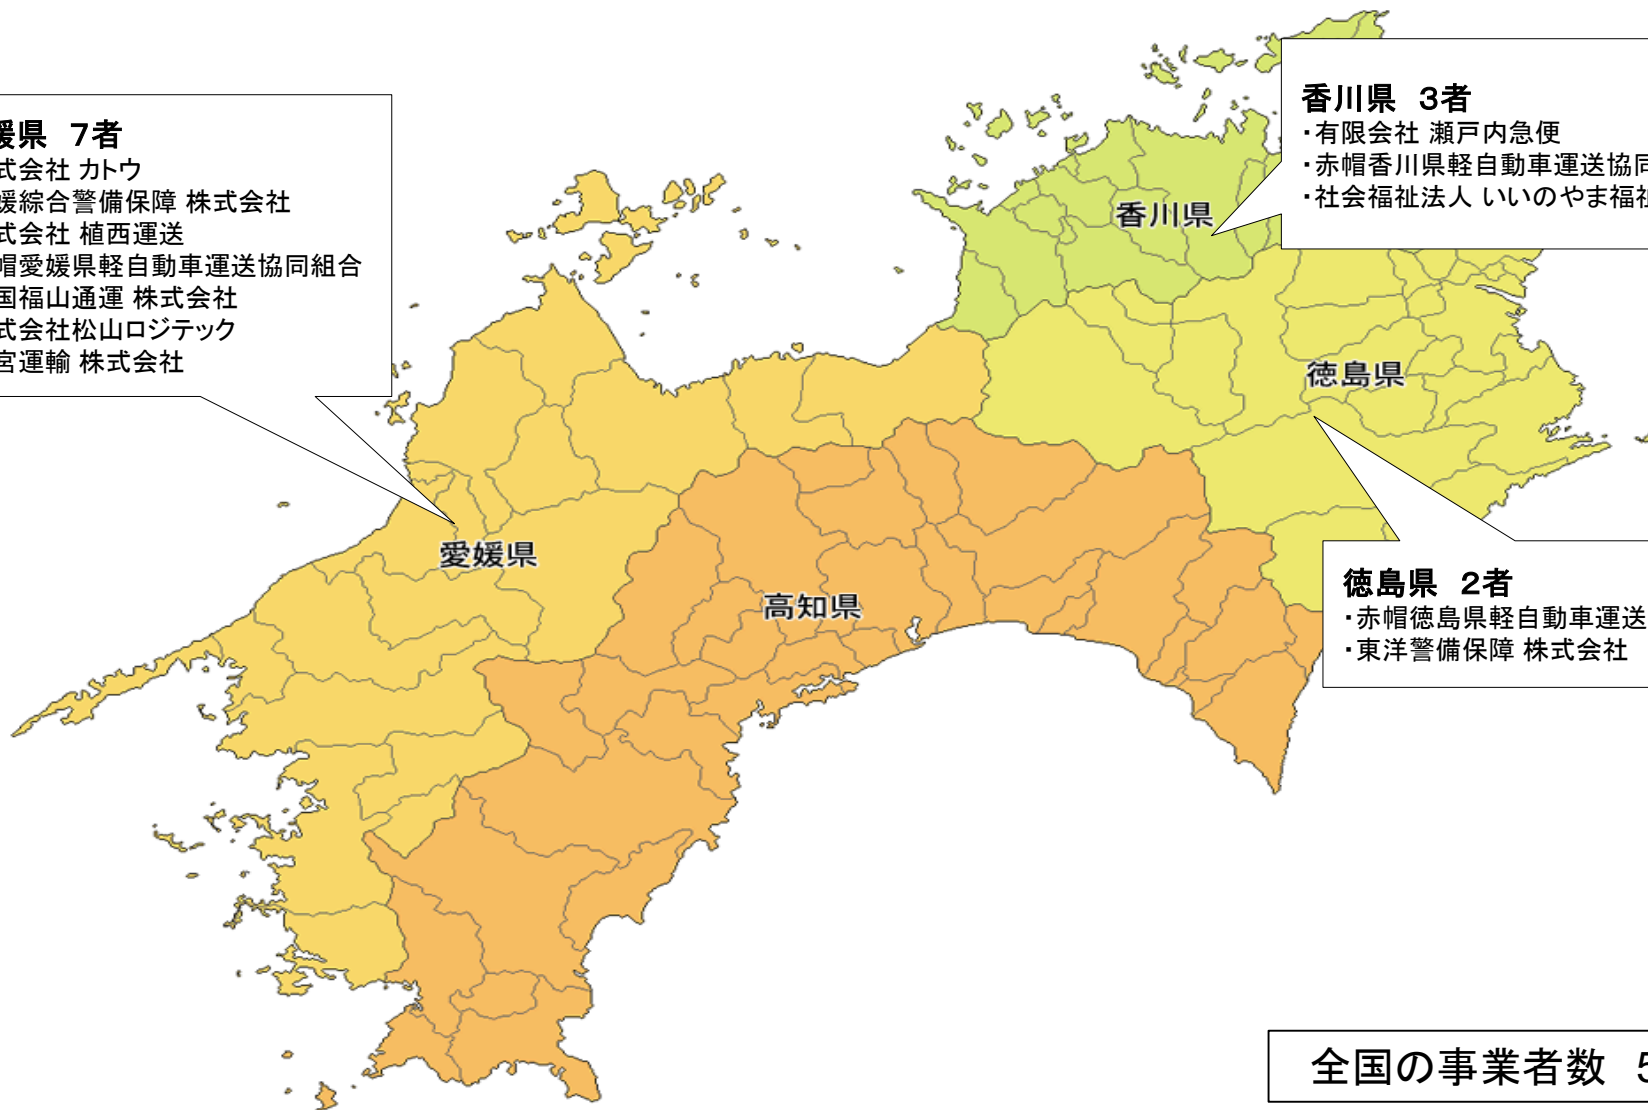 媛県 7者
式会社 カトウ
媛綜合警備保障 株式会社
式会社 植西運送
帽愛媛県軽自動車運送協同組合
国福山通運 株式会社
式会社松山ロジテック
宮運輸 株式会社
香川県 3者
・有限会社 瀬戸内急便
・赤帽香川県軽自動車運送協同
・社会福祉法人 いいのやま福祉
香川県
徳島県
愛媛県
高知県
徳島県 2者
・赤帽徳島県軽自動車運送
・東洋警備保障 株式会社
全国の事業者数 5